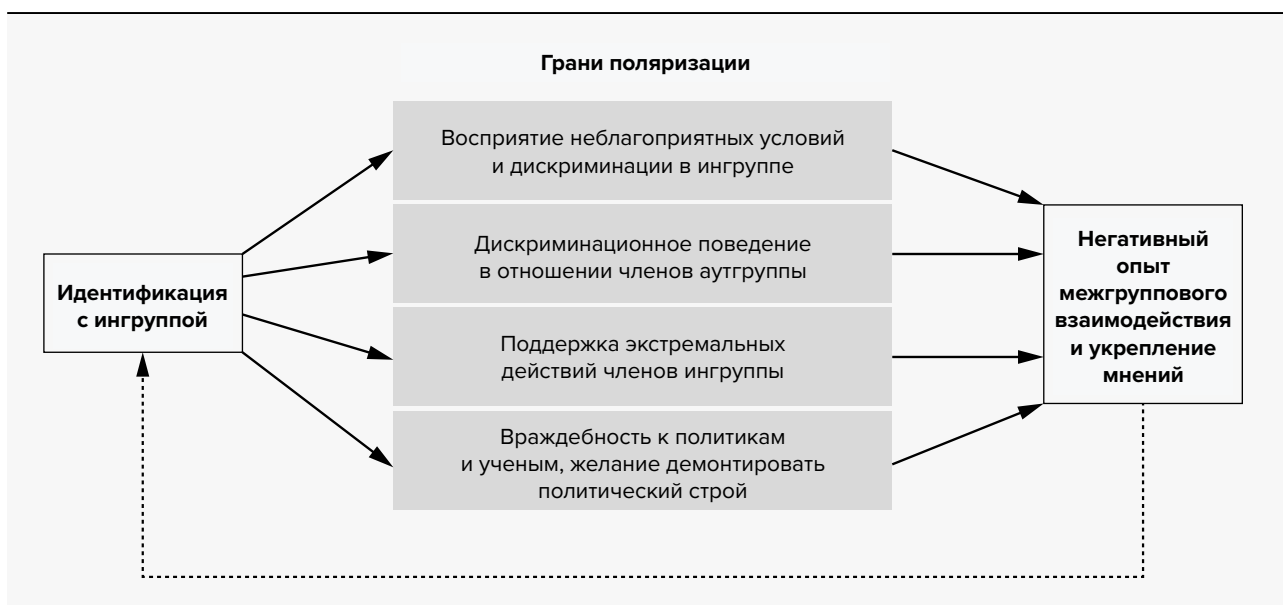 Грани поляризации
Восприятие неблагоприятных условий
и дискриминации в ингруппе
Дискриминационное поведение
в отношении членов аутгруппы
Поддержка экстремальных
действий членов ингруппы
Враждебность к политикам
и ученым, желание демонтировать
политический строй
Идентификация
с ингруппой
Негативный
опыт
межгруппового
взаимодействия
и укрепление
мнений